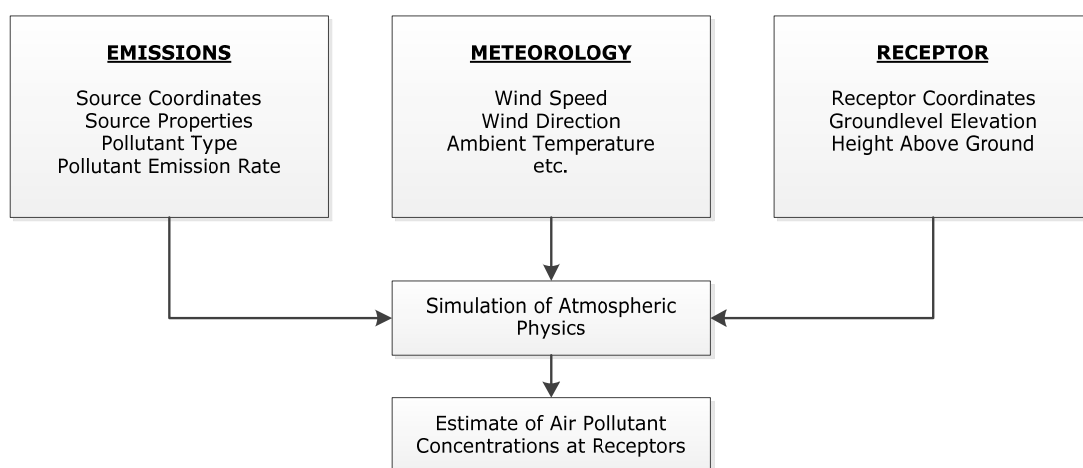 EMISSIONS
Source Coordinates
Source Properties
Pollutant Type
Pollutant Emission Rate
METEOROLOGY
Wind Speed
Wind Direction
Ambient Temperature
etc.
RECEPTOR
Receptor Coordinates
Groundlevel Elevation
Height Above Ground
Simulation of Atmospheric
Physics
Estimate of Air Pollutant
Concentrations at Receptors